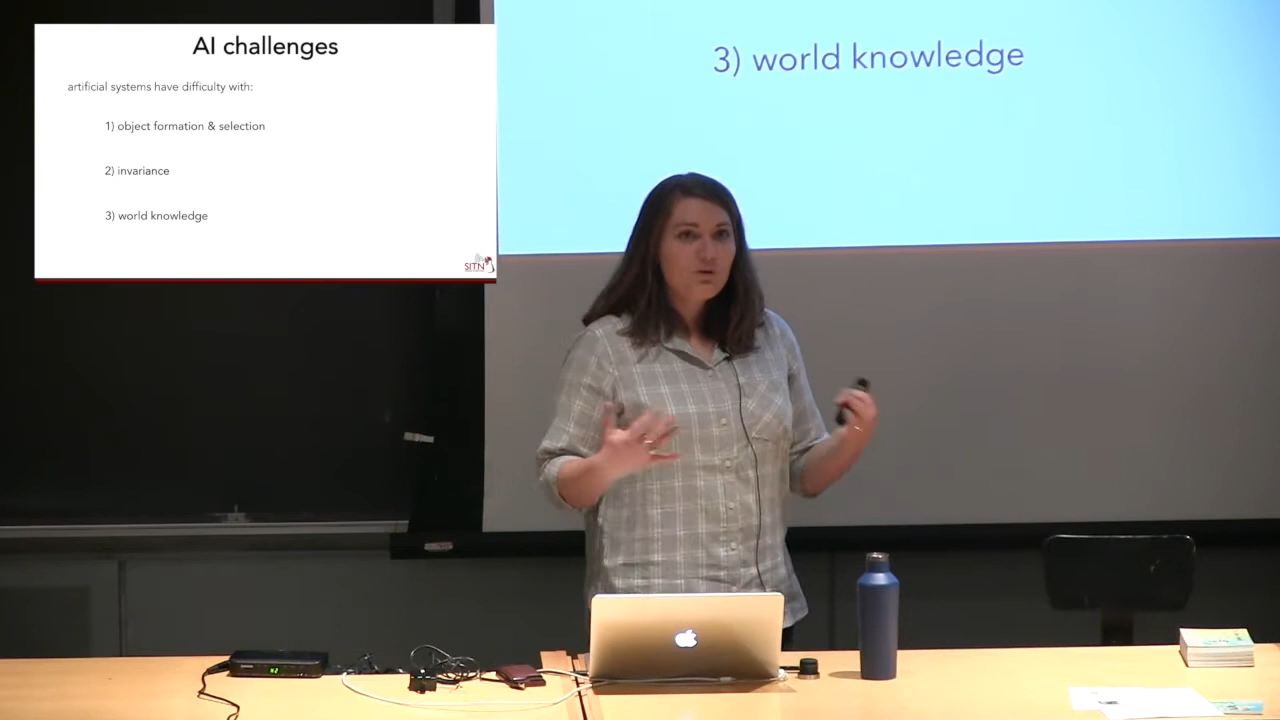 AI challenges
artificial systems have difficulty with:
1) object formation & selection
2) invariance
3) world knowledge
SITN
3) world knowledge